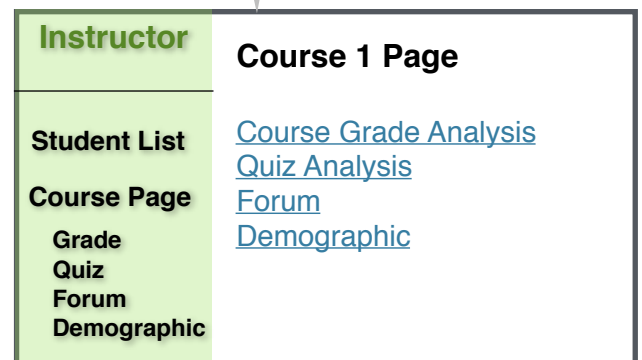 Instructor
Student List
Course Page
Grade
Quiz
Forum
Demographic
Course 1 Page
Course Grade Analysis
Quiz Analysis
Forum
Demographic